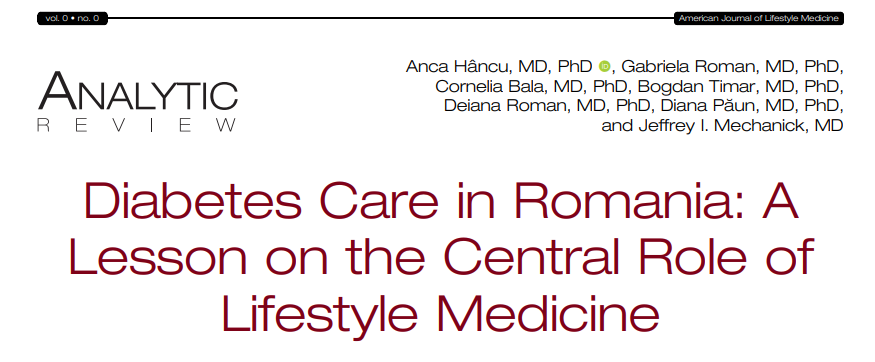 vol. 0 • no. 0
American Journal of Lifestyle Medicine
ANALYTIC
REVIEW
Anca Hâncu, MD, PhD iD, Gabriela Roman, MD, PhD,
Cornelia Bala, MD, PhD, Bogdan Timar, MD, PhD,
Deiana Roman, MD, PhD, Diana Păun, MD, PhD,
and Jeffrey I. Mechanick, MD
Diabetes Care in Romania: A
Lesson on the Central Role of
Lifestyle Medicine